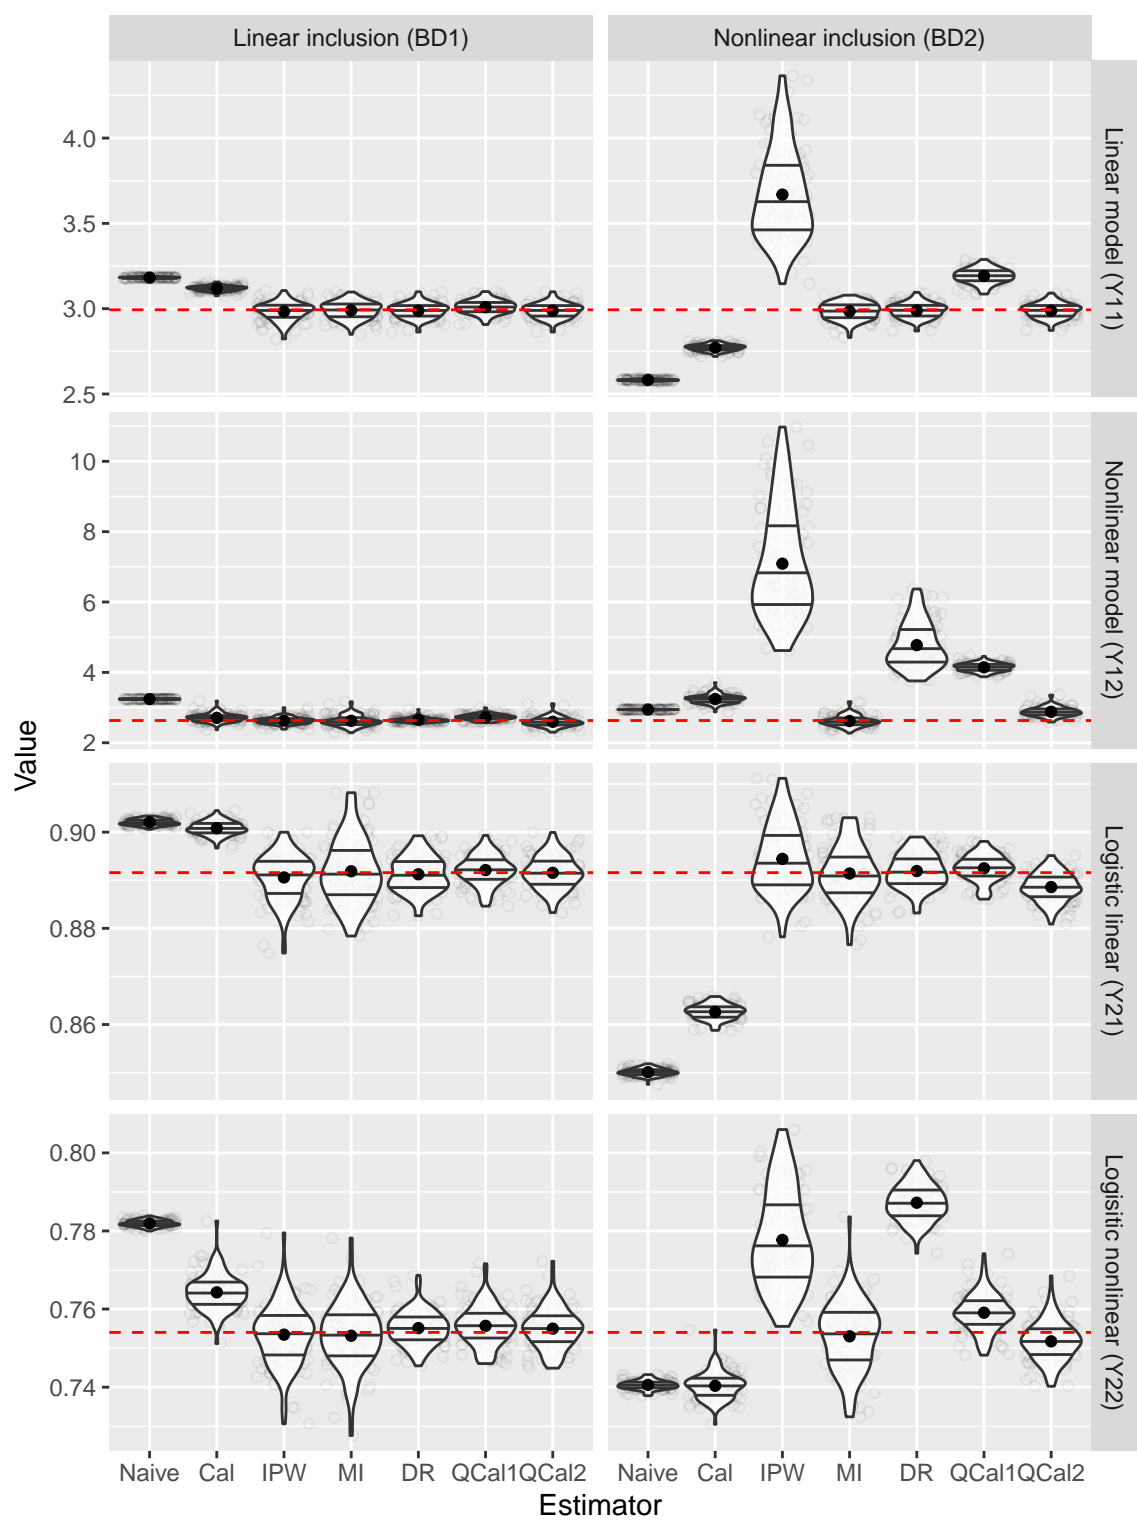 Linear inclusion (BD1)
Nonlinear inclusion (BD2)
4.0
3.5
3.0
2.5
Linear model (Y11)
10
8
6
4
2
Nonlinear model (Y12)
Value
0.90
0.88
0.86
Logistic linear (Y21)
0.80
0.78
0.76
0.74
Logisitic nonlinear (Y22)
Naive Cal IPW MI DR QCal1 QCal2
Naive Cal IPW MI DR QCal1 QCal2
Estimator